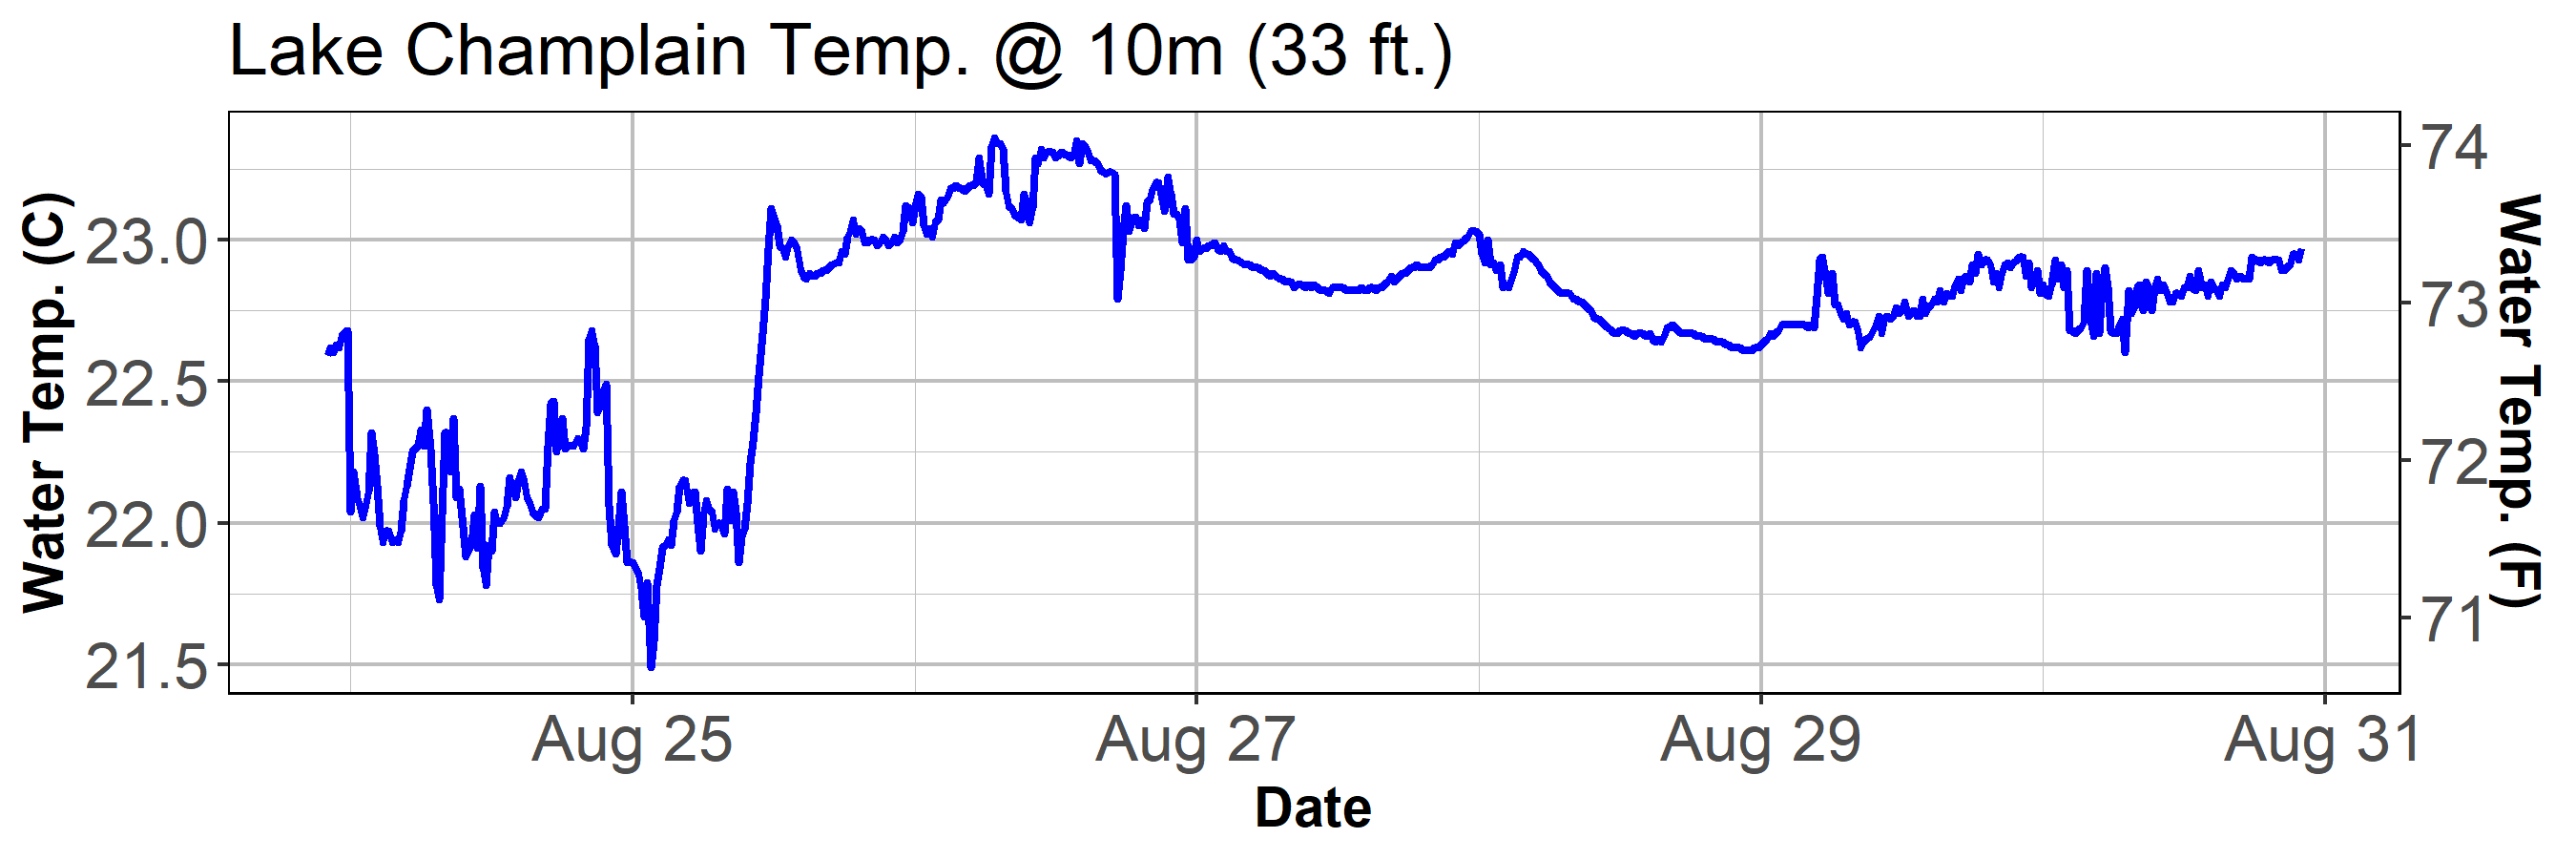 Lake Champlain Temp. @ 10m (33 ft.)
Water Temp. (C)
23.0
22.5
22.0
21.5
74
73
72
71
Water Temp. (F)
Aug 25
Aug 27
Aug 29
Aug 31
Date